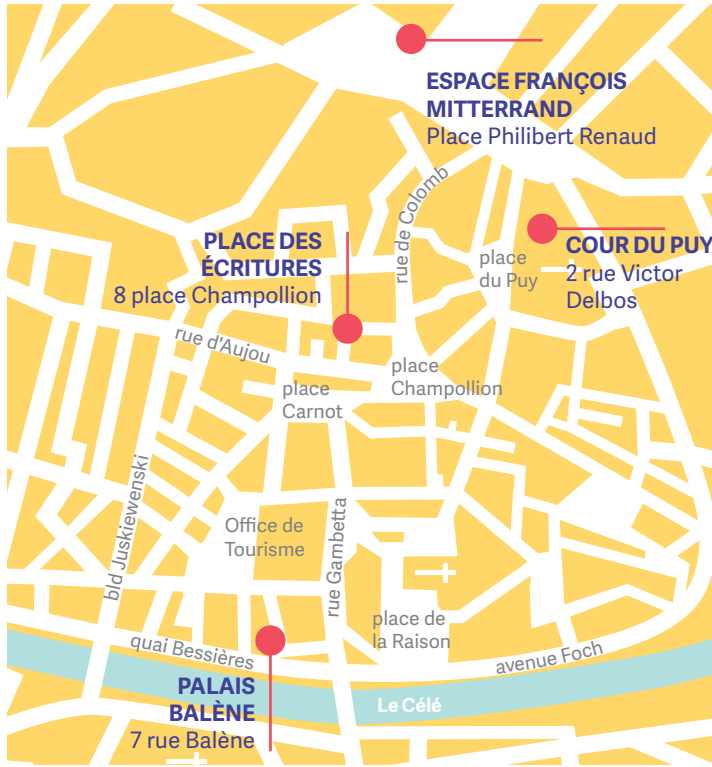 ESPACE FRANÇOIS
MITTERRAND
Place Philibert Renaud
rue de Colomb
PLACE DES
ÉCRITURES
8 place Champollion
COUR DU PUY
2 rue Victor
Delbos
place
du Puy
rue d'Aujou
place
Champollion
place
Carnot
bld Juskiewenski
Office de
Tourisme
rue Gambetta
place de
la Raison
quai Bessières
avenue Foch
PALAIS
BALÈNE
7 rue Balène
Le Célé